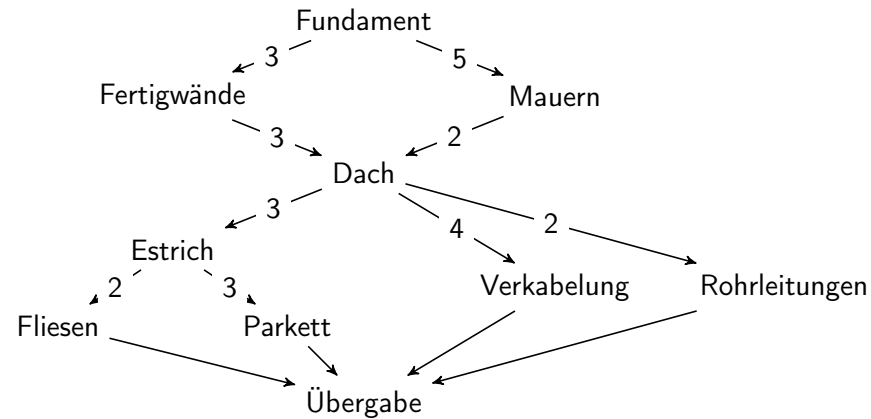 Fundament
3 5
Fertigwände Mauern
3 2
Dach
3 4 2
Estrich
2 3 Verkabelung Rohrleitungen
Fliesen Parkett
Übergabe